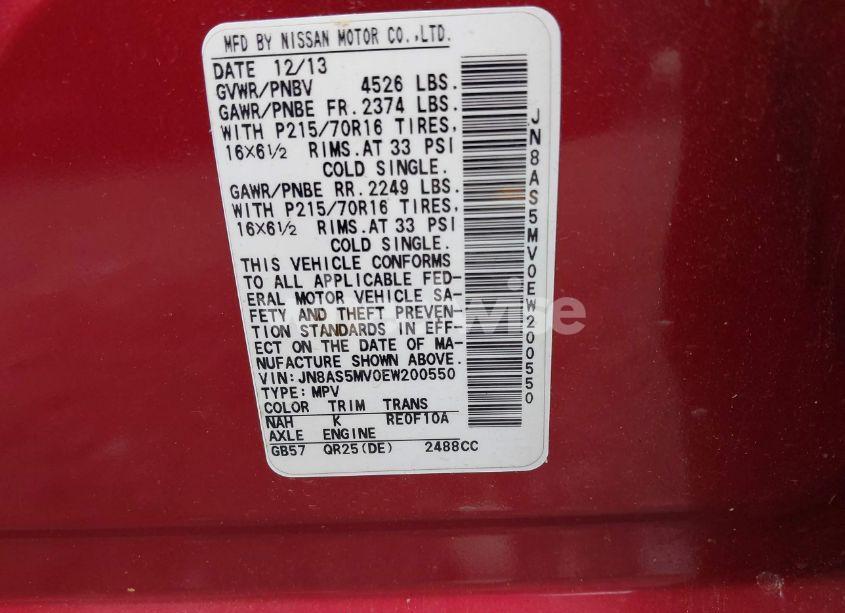 MFD BY NISSAN MOTOR CO.,LTD.
DATE 12/13
GVWR/PNBV 4526 LBS.
GAWR/PNBE FR. 2374 LBS.
WITH P215/70R16 TIRES,
16X6½ RIMS.AT 33 PSI
COLD SINGLE.
GAWR/PNBE RR. 2249 LBS.
WITH P215/70R16 TIRES,
16X6½ RIMS.AT 33 PSI
COLD SINGLE.
THIS VEHICLE CONFORMS
TO ALL APPLICABLE FED-
ERAL MOTOR VEHICLE SA-
FETY AND THEFT PREVEN-
TION STANDARDS IN EFF-
ECT ON THE DATE OF MA-
NUFACTURE SHOWN ABOVE.
VIN:JN8AS5MV0EW200550
TYPE:MPV
COLOR TRIM TRANS
NAH K RE0F10A
AXLE ENGINE
GB57 QR25(DE) 2488CC
JN8AS5MV0EW200550